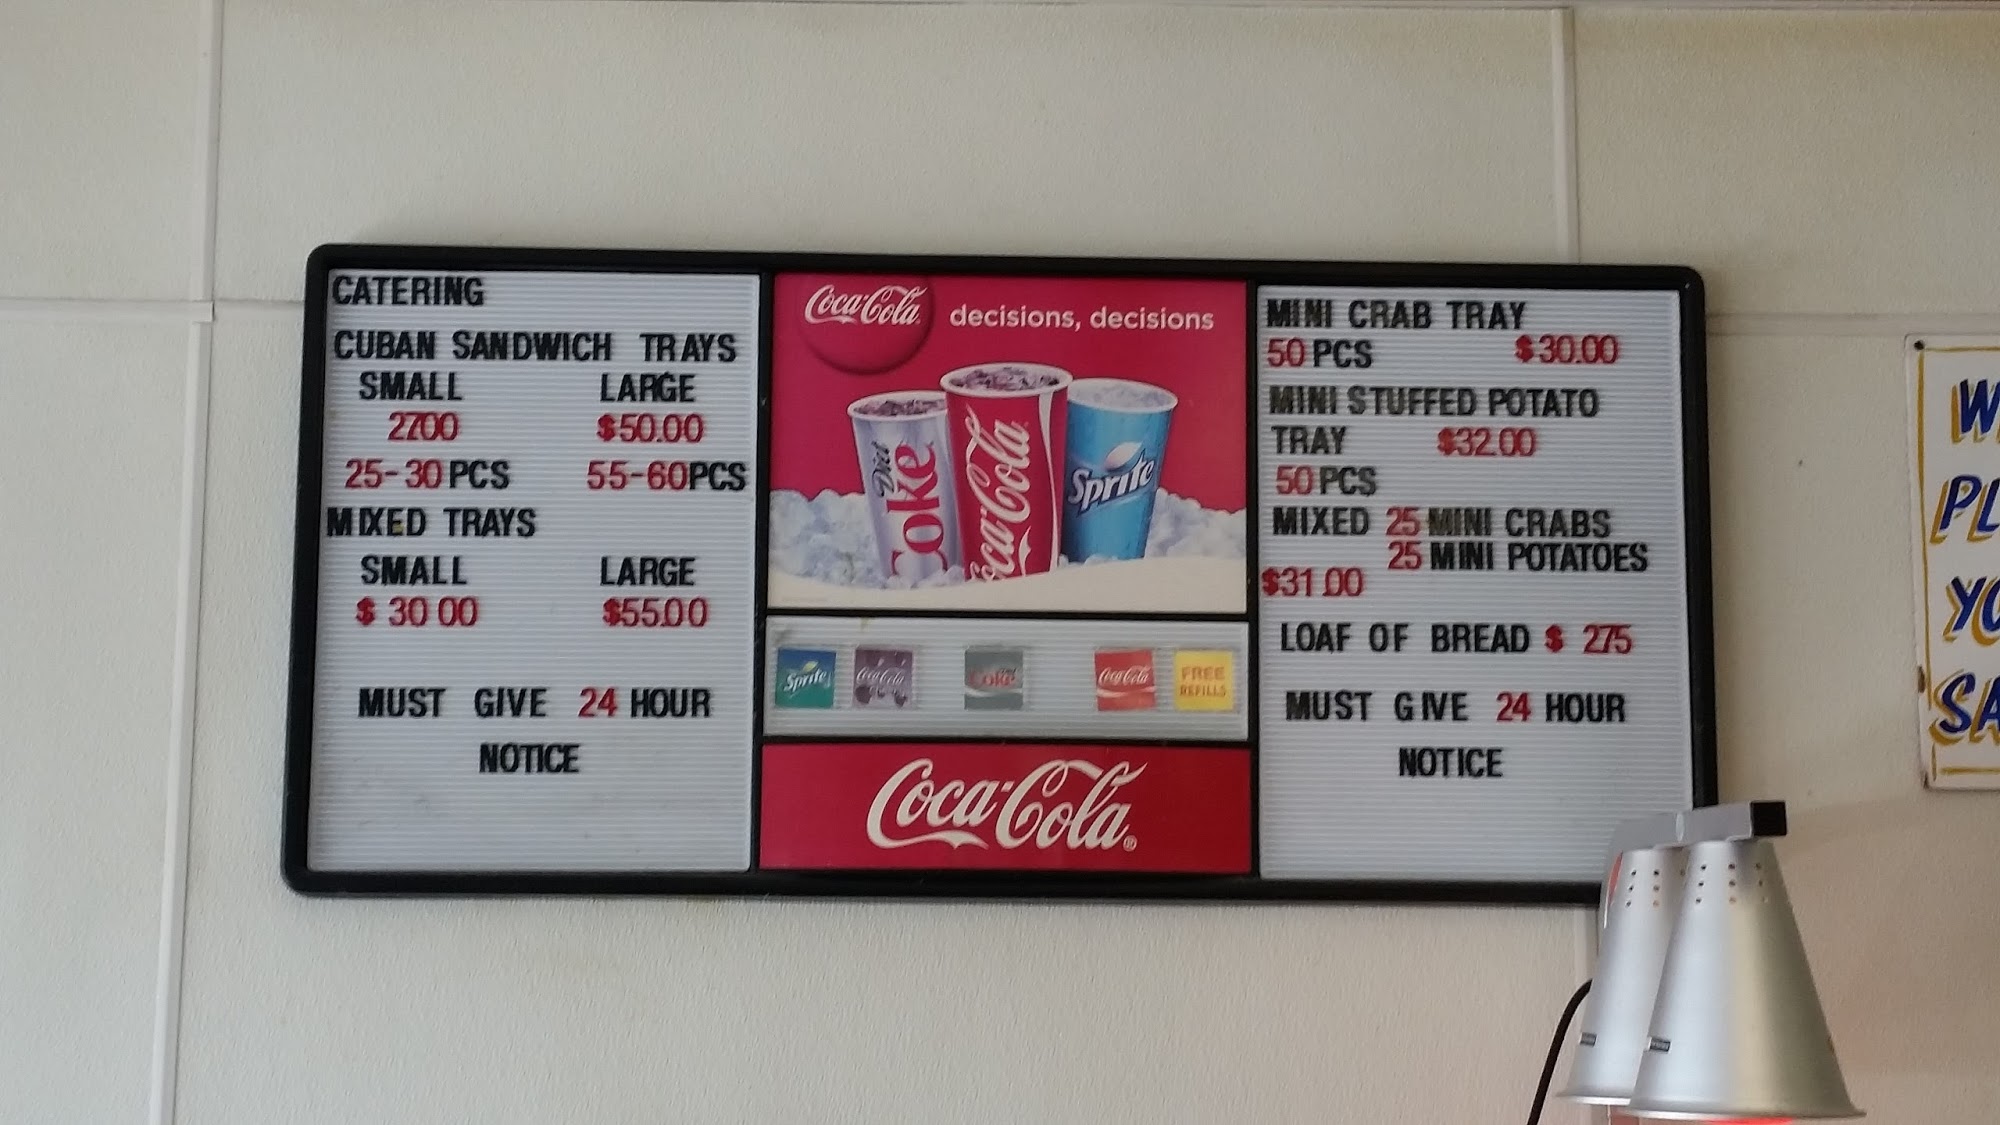 CATERING
CUBAN SANDWICH TRAYS
SMALL LARGE
2700 $50.00
25-30 PCS 55-60PCS
MIXED TRAYS
SMALL LARGE
$ 30 00 $55.00
MUST GIVE 24 HOUR
NOTICE
Coca-Cola decisions, decisions
Diet Coke
Coca-Cola
Sprite
Sprite
Coca-Cola
Coke
Coca-Cola
FREE
REFILLS
Coca-Cola®
MINI CRAB TRAY
50 PCS $30.00
MINI STUFFED POTATO
TRAY $32.00
50 PCS
MIXED 25 MINI CRABS
25 MINI POTATOES
$31.00
LOAF OF BREAD $ 275
MUST GIVE 24 HOUR
NOTICE
YO